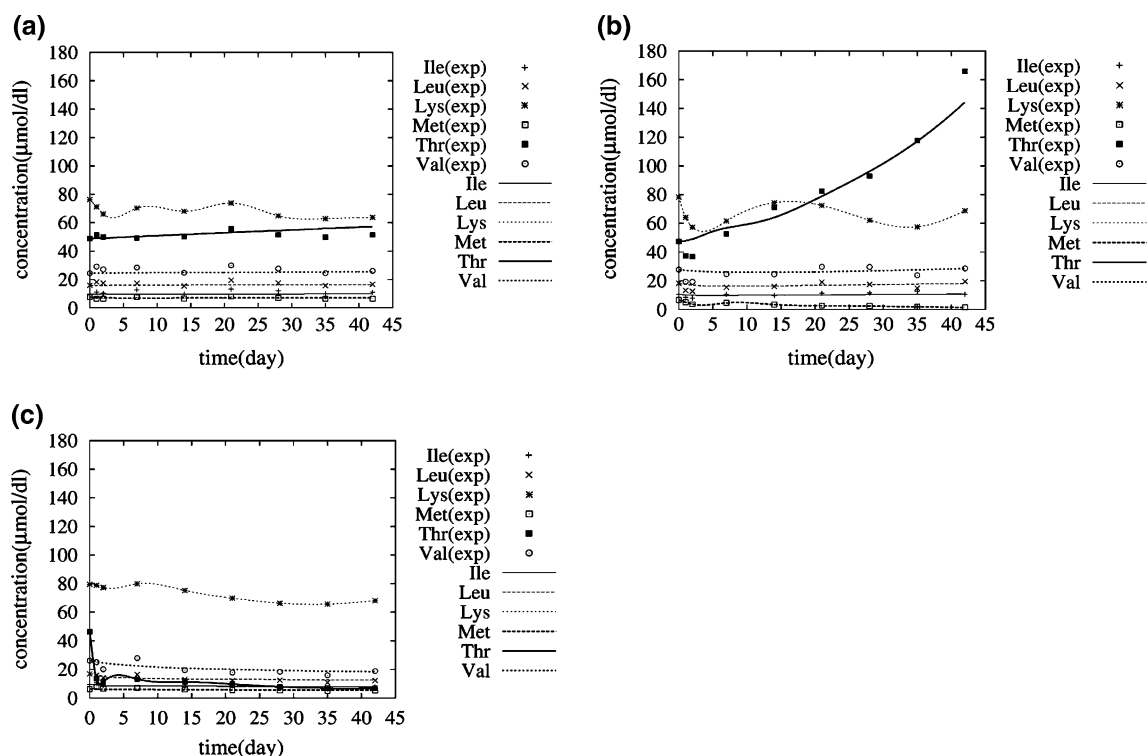 (a)
180
160
140
120
100
80
60
40
20
0
concentration(μmol/dl)
0 5 10 15 20 25 30 35 40 45
time(day)
Ile(exp)
Leu(exp)
Lys(exp)
Met(exp)
Thr(exp)
Val(exp)
Ile
Leu
Lys
Met
Thr
Val
(b)
180
160
140
120
100
80
60
40
20
0
concentration(μmol/dl)
0 5 10 15 20 25 30 35 40 45
time(day)
Ile(exp)
Leu(exp)
Lys(exp)
Met(exp)
Thr(exp)
Val(exp)
Ile
Leu
Lys
Met
Thr
Val
(c)
180
160
140
120
100
80
60
40
20
0
concentration(μmol/dl)
0 5 10 15 20 25 30 35 40 45
time(day)
Ile(exp)
Leu(exp)
Lys(exp)
Met(exp)
Thr(exp)
Val(exp)
Ile
Leu
Lys
Met
Thr
Val